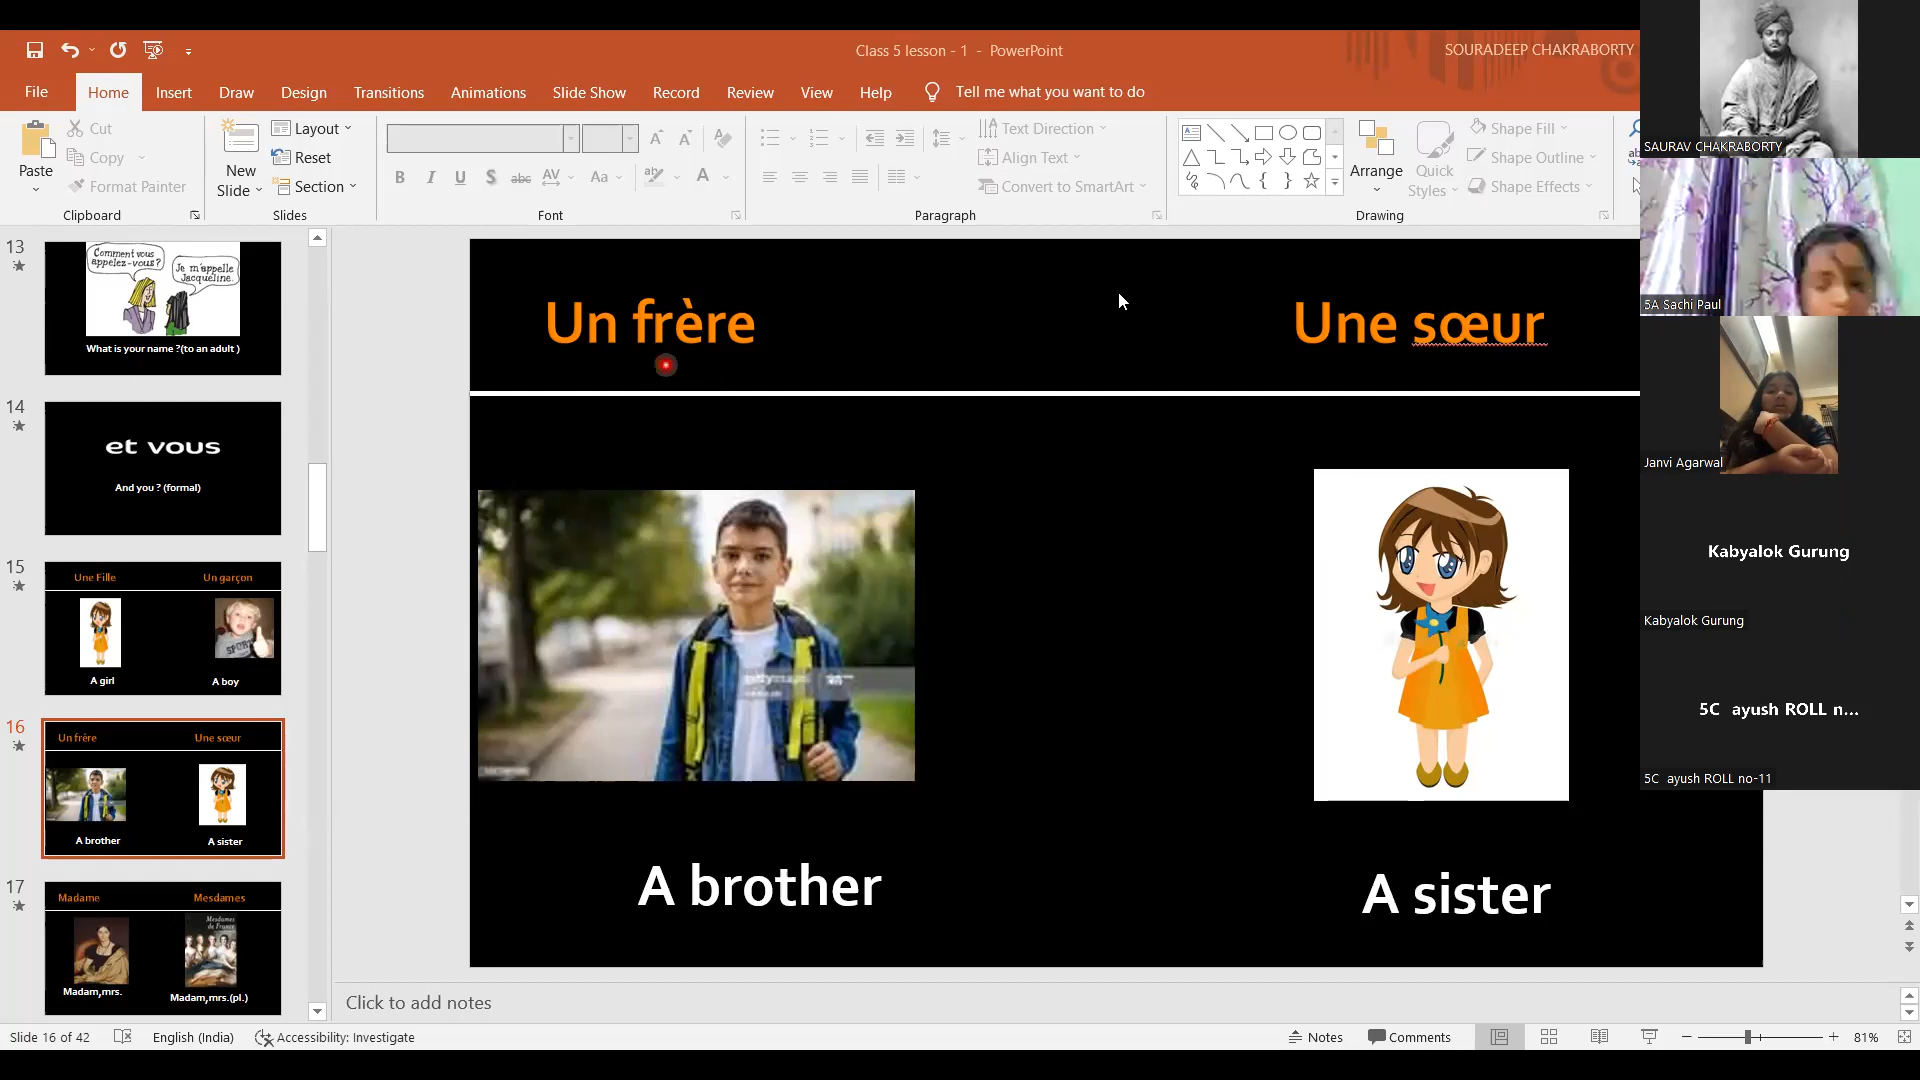 Class 5 lesson - 1 - PowerPoint
SOURADEEP CHAKRABORTY
File
Home
Insert
Draw
Design
Transitions
Animations
Slide Show
Record
Review
View
Help
Tell me what you want to do
Paste
Cut
Copy
Format Painter
Clipboard
New
Slide
Layout
Reset
Section
Slides
Font
Text Direction
Align Text
Convert to SmartArt
Paragraph
Arrange
Quick
Styles
Shape Fill
Shape Outline
Shape Effects
Drawing
13
Comment vous
appelez-vous?
Je m'appelle
Jacqueline.
What is your name ?(to an adult )
14
et vous
And you ? (formal)
15
Une Fille
Un garçon
SPORT
A girl
A boy
16
Un frère
Une sœur
A brother
A sister
17
Madame
Mesdames
Mesdames
de France
Madam,mrs.
Madam,mrs.(pl.)
Un frère
Une sœur
A brother
A sister
Click to add notes
Slide 16 of 42
English (India)
Accessibility: Investigate
Notes
Comments
81%
SAURAV CHAKRABORTY
5A Sachi Paul
Janvi Agarwal
Kabyalok Gurung
Kabyalok Gurung
5C ayush ROLL n...
5C ayush ROLL no-11